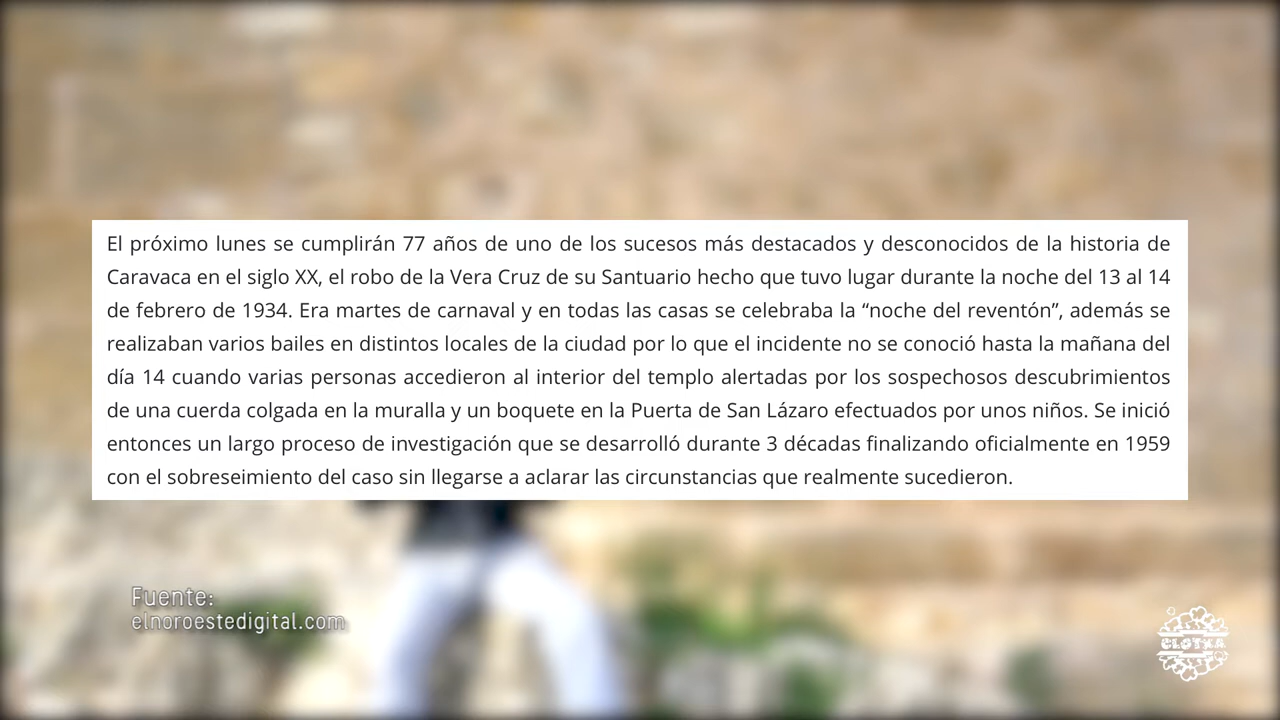 El próximo lunes se cumplirán 77 años de uno de los sucesos más destacados y desconocidos de la historia de
Caravaca en el siglo XX, el robo de la Vera Cruz de su Santuario hecho que tuvo lugar durante la noche del 13 al 14
de febrero de 1934. Era martes de carnaval y en todas las casas se celebraba la “noche del reventón”, además se
realizaban varios bailes en distintos locales de la ciudad por lo que el incidente no se conoció hasta la mañana del
día 14 cuando varias personas accedieron al interior del templo alertadas por los sospechosos descubrimientos
de una cuerda colgada en la muralla y un boquete en la Puerta de San Lázaro efectuados por unos niños. Se inició
entonces un largo proceso de investigación que se desarrolló durante 3 décadas finalizando oficialmente en 1959
con el sobreseimiento del caso sin llegarse a aclarar las circunstancias que realmente sucedieron.
Fuente:
elnoroestedigital.com
CLOTXA